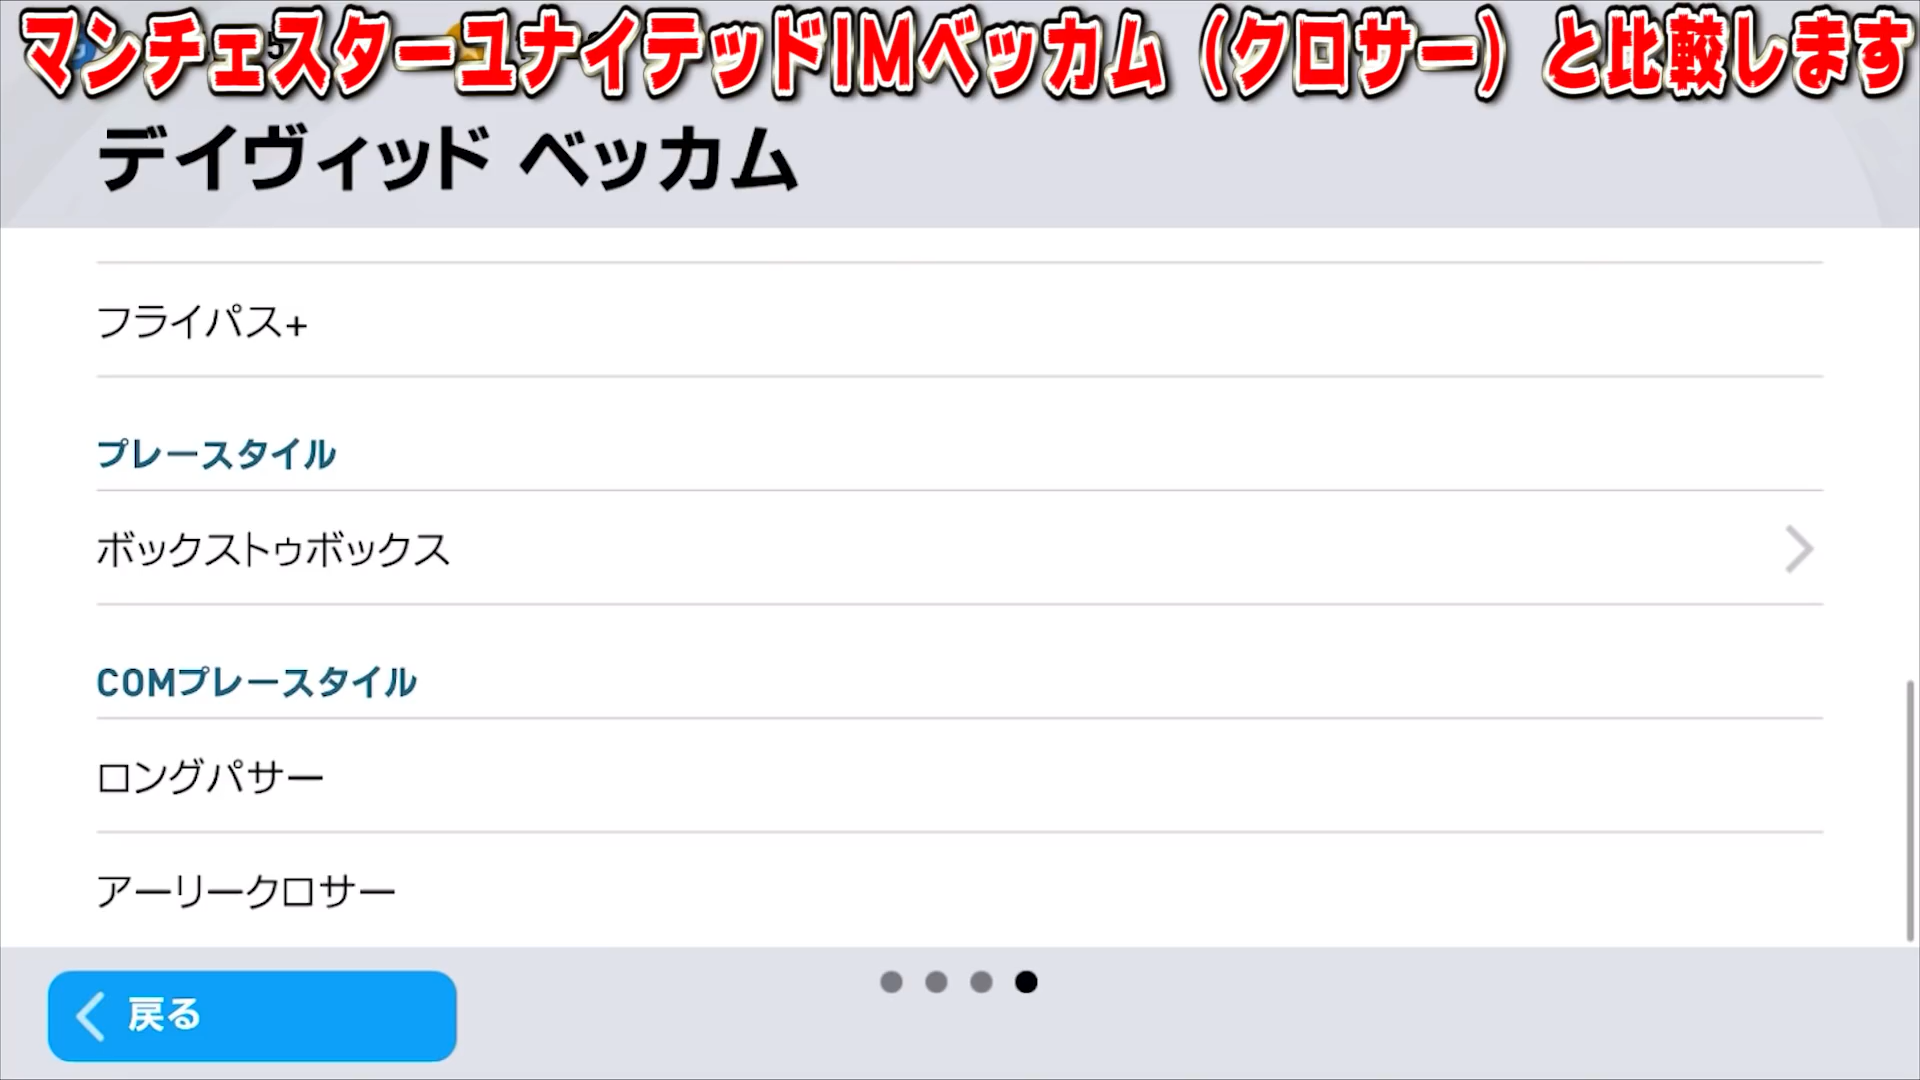 マンチェスターユナイテッドIMベッカム（クロサー）と比較します
デイヴィッド ベッカム
フライパス+
プレースタイル
ボックストゥボックス
COMプレースタイル
ロングパサー
アーリークロサー
戻る